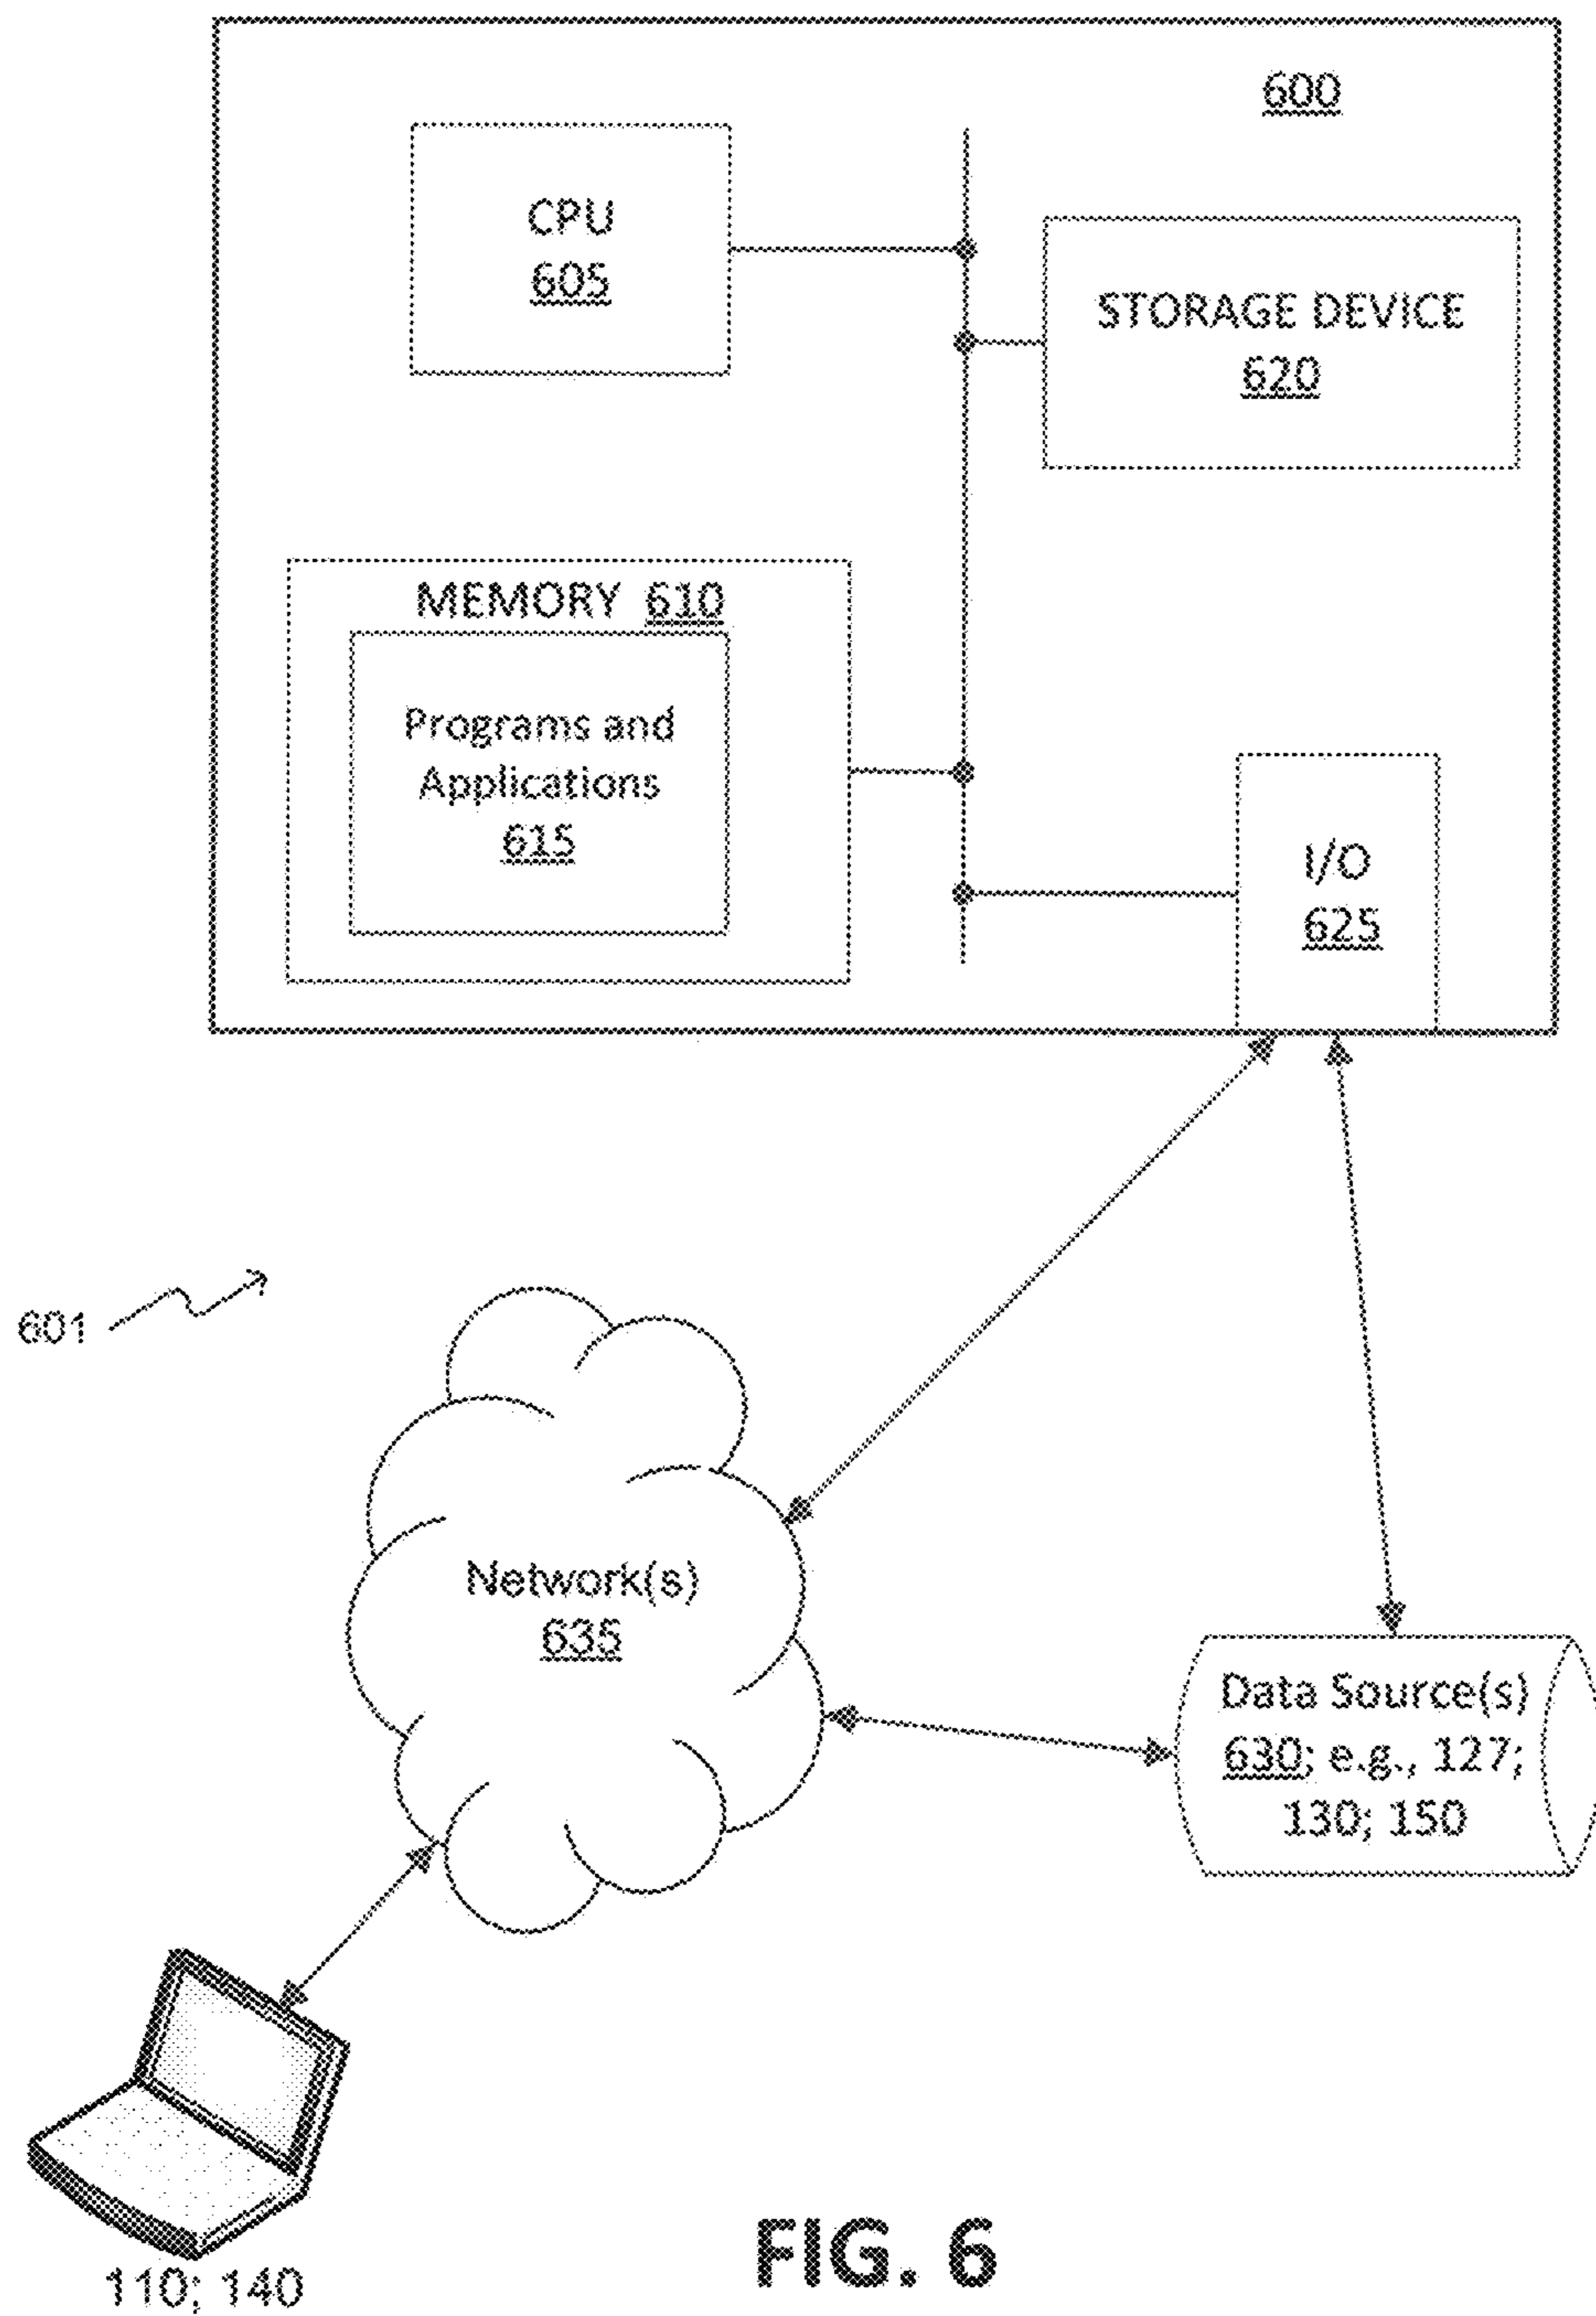 600
CPU
605
STORAGE DEVICE
620
MEMORY 610
Programs and
Applications
615
I/O
625
601
Network(s)
635
Data Source(s)
630; e.g., 127;
130; 150
110; 140
FIG. 6